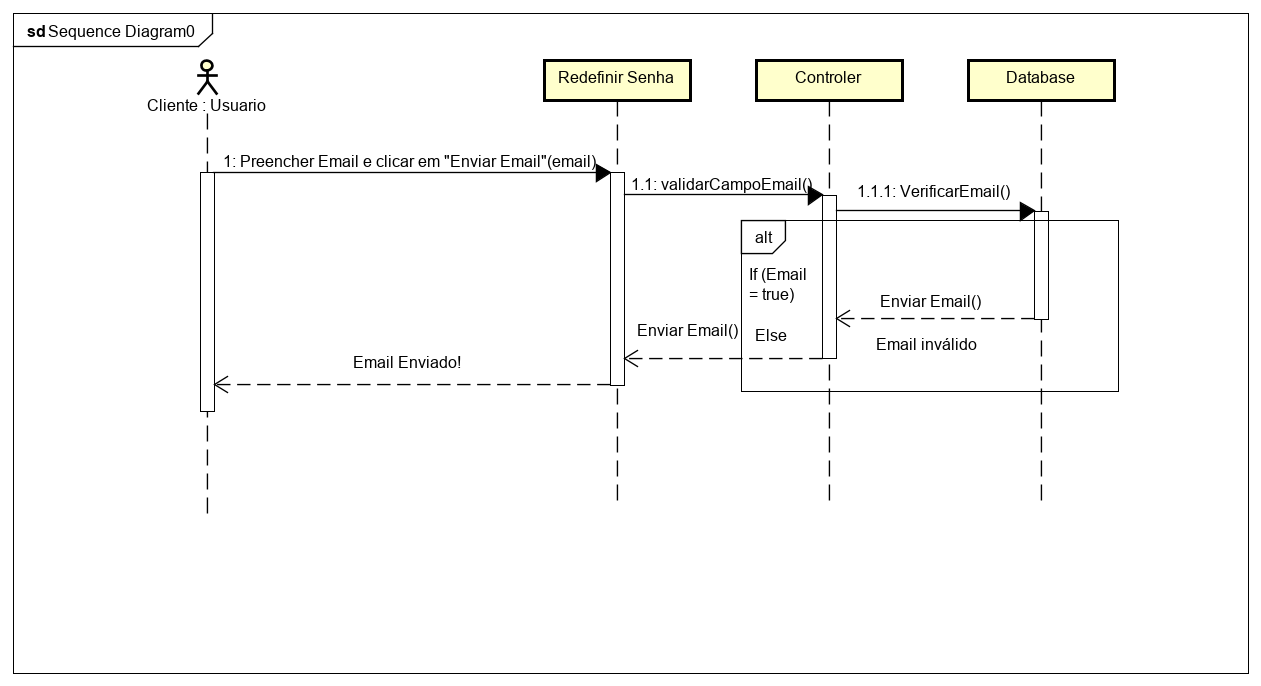 sd Sequence Diagram0
Cliente : Usuario
Redefinir Senha
Controler
Database
1: Preencher Email e clicar em "Enviar Email"(email)
1.1: validarCampoEmail()
1.1.1: VerificarEmail()
alt
If (Email
= true)
Enviar Email()
Enviar Email()
Else
Email inválido
Email Enviado!